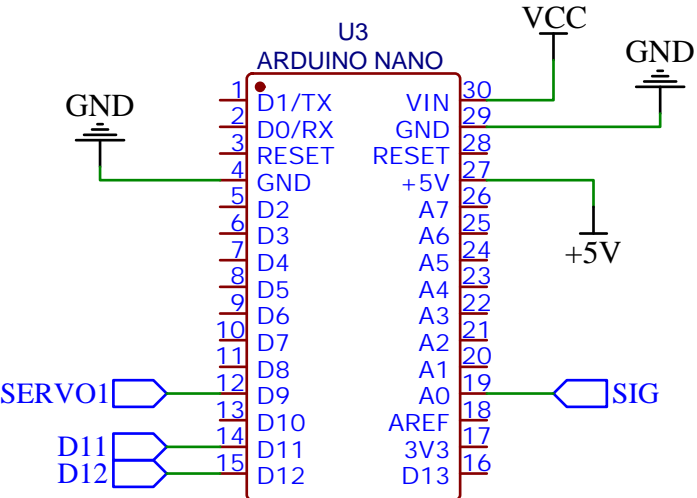 VCC
U3
GND
ARDUINO NANO
GND
1 D1/TX VIN 30
2 D0/RX GND 29
3 RESET RESET 28
4 GND +5V 27
5 D2 A7 26
6 D3 A6 25
+5V
7 D4 A5 24
8 D5 A4 23
9 D6 A3 22
10 D7 A2 21
11 D8 A1 20
SERVO1 12 D9 A0 19 SIG
13 D10 AREF 18
D11 14 D11 3V3 17
D12 15 D12 D13 16